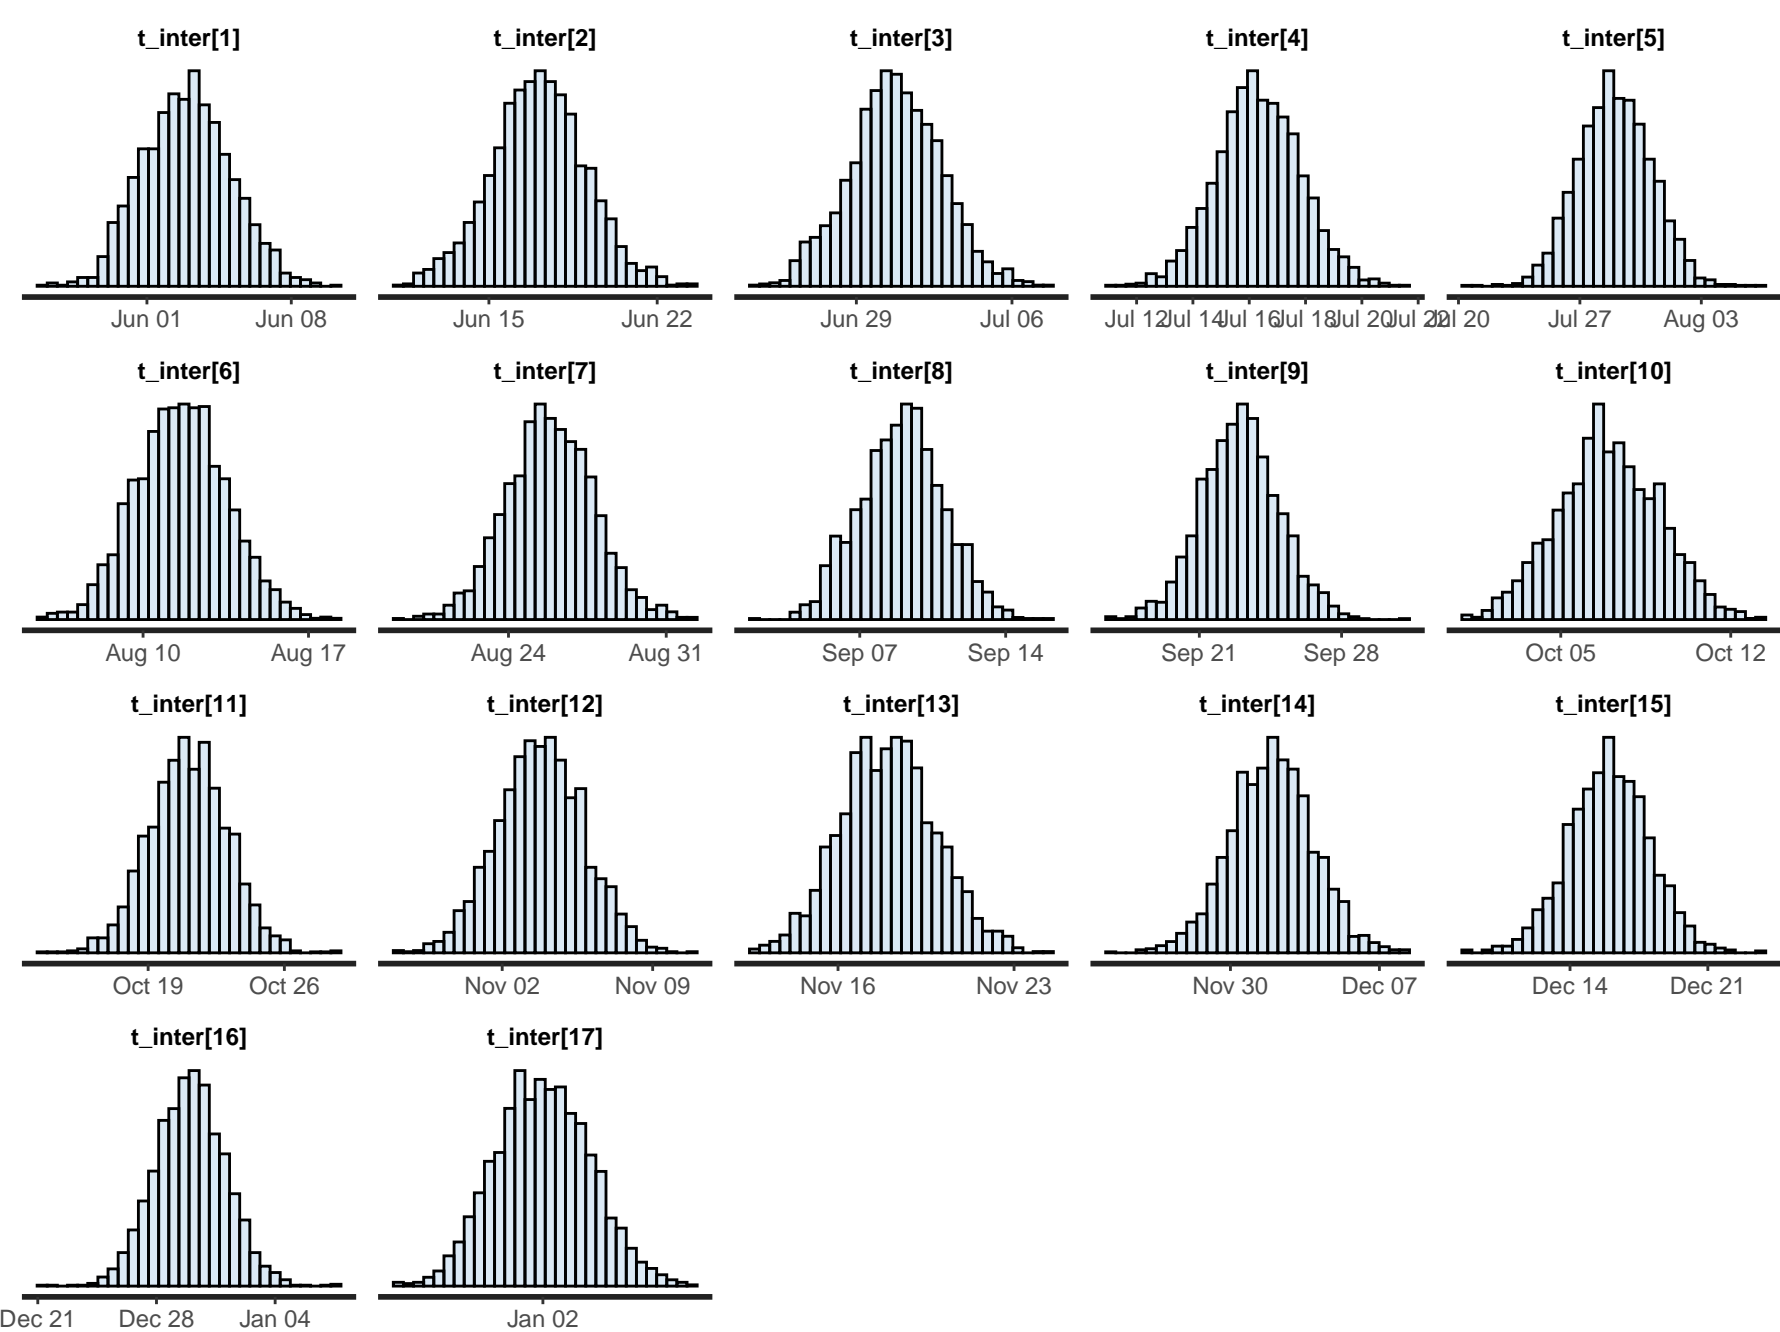 t_inter[1] t_inter[2] t_inter[3] t_inter[4] t_inter[5]
Jun 01 Jun 08 Jun 15 Jun 22 Jun 29 Jul 06 Jul 12 Jul 14 Jul 16 Jul 18 Jul 20 Jul 22 Jul 20 Jul 27 Aug 03
t_inter[6] t_inter[7] t_inter[8] t_inter[9] t_inter[10]
Aug 10 Aug 17 Aug 24 Aug 31 Sep 07 Sep 14 Sep 21 Sep 28 Oct 05 Oct 12
t_inter[11] t_inter[12] t_inter[13] t_inter[14] t_inter[15]
Oct 19 Oct 26 Nov 02 Nov 09 Nov 16 Nov 23 Nov 30 Dec 07 Dec 14 Dec 21
t_inter[16] t_inter[17]
Dec 21 Dec 28 Jan 04 Jan 02